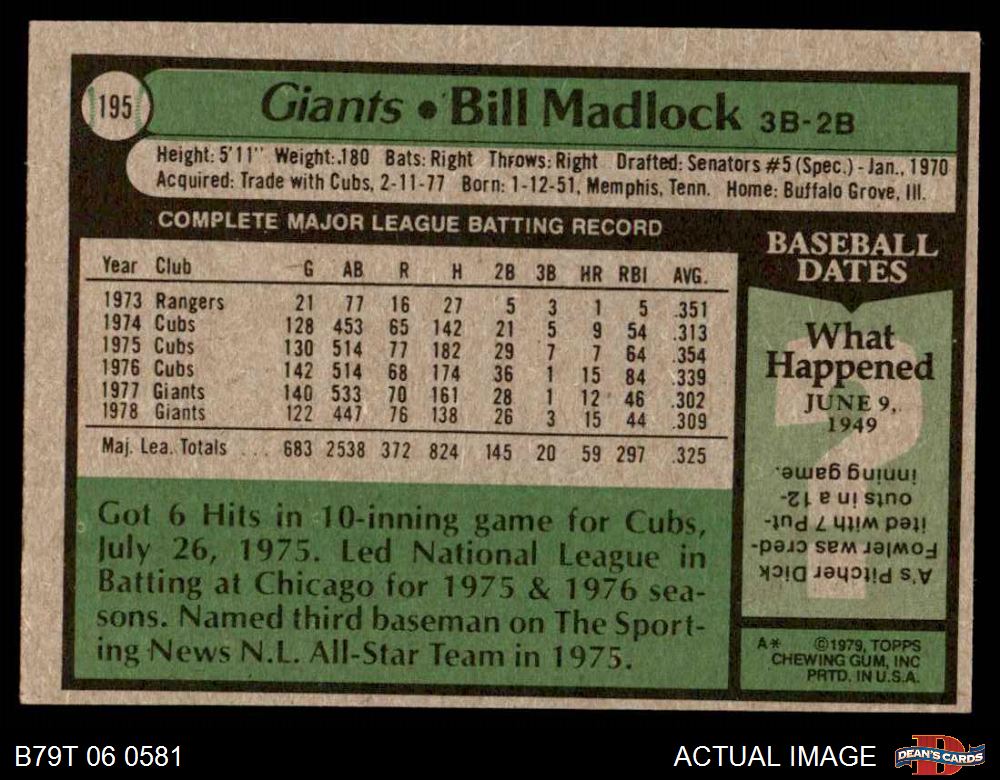 195
Giants • Bill Madlock 3B-2B
Height: 5'11" Weight: 180 Bats: Right Throws: Right Drafted: Senators #5 (Spec.) - Jan., 1970
Acquired: Trade with Cubs, 2-11-77 Born: 1-12-51, Memphis, Tenn. Home: Buffalo Grove, Ill.
COMPLETE MAJOR LEAGUE BATTING RECORD
Year Club G AB R H 2B 3B HR RBI AVG.
1973 Rangers 21 77 16 27 5 3 1 5 .351
1974 Cubs 128 453 65 142 21 5 9 54 .313
1975 Cubs 130 514 77 182 29 7 7 64 .354
1976 Cubs 142 514 68 174 36 1 15 84 .339
1977 Giants 140 533 70 161 28 1 12 46 .302
1978 Giants 122 447 76 138 26 3 15 44 .309
Maj. Lea. Totals ... 683 2538 372 824 145 20 59 297 .325
Got 6 Hits in 10-inning game for Cubs,
July 26, 1975. Led National League in
Batting at Chicago for 1975 & 1976 sea-
sons. Named third baseman on The Sport-
ing News N.L. All-Star Team in 1975.
BASEBALL
DATES
What
Happened
JUNE 9,
1949
A's Pitcher Dick
Fowler was cred-
ited with 7 Put-
outs in a 12-
inning game.
A* ©1979, TOPPS
CHEWING GUM, INC
PRTD. IN U.S.A.
B79T 06 0581
ACTUAL IMAGE
D
DEAN'S CARDS